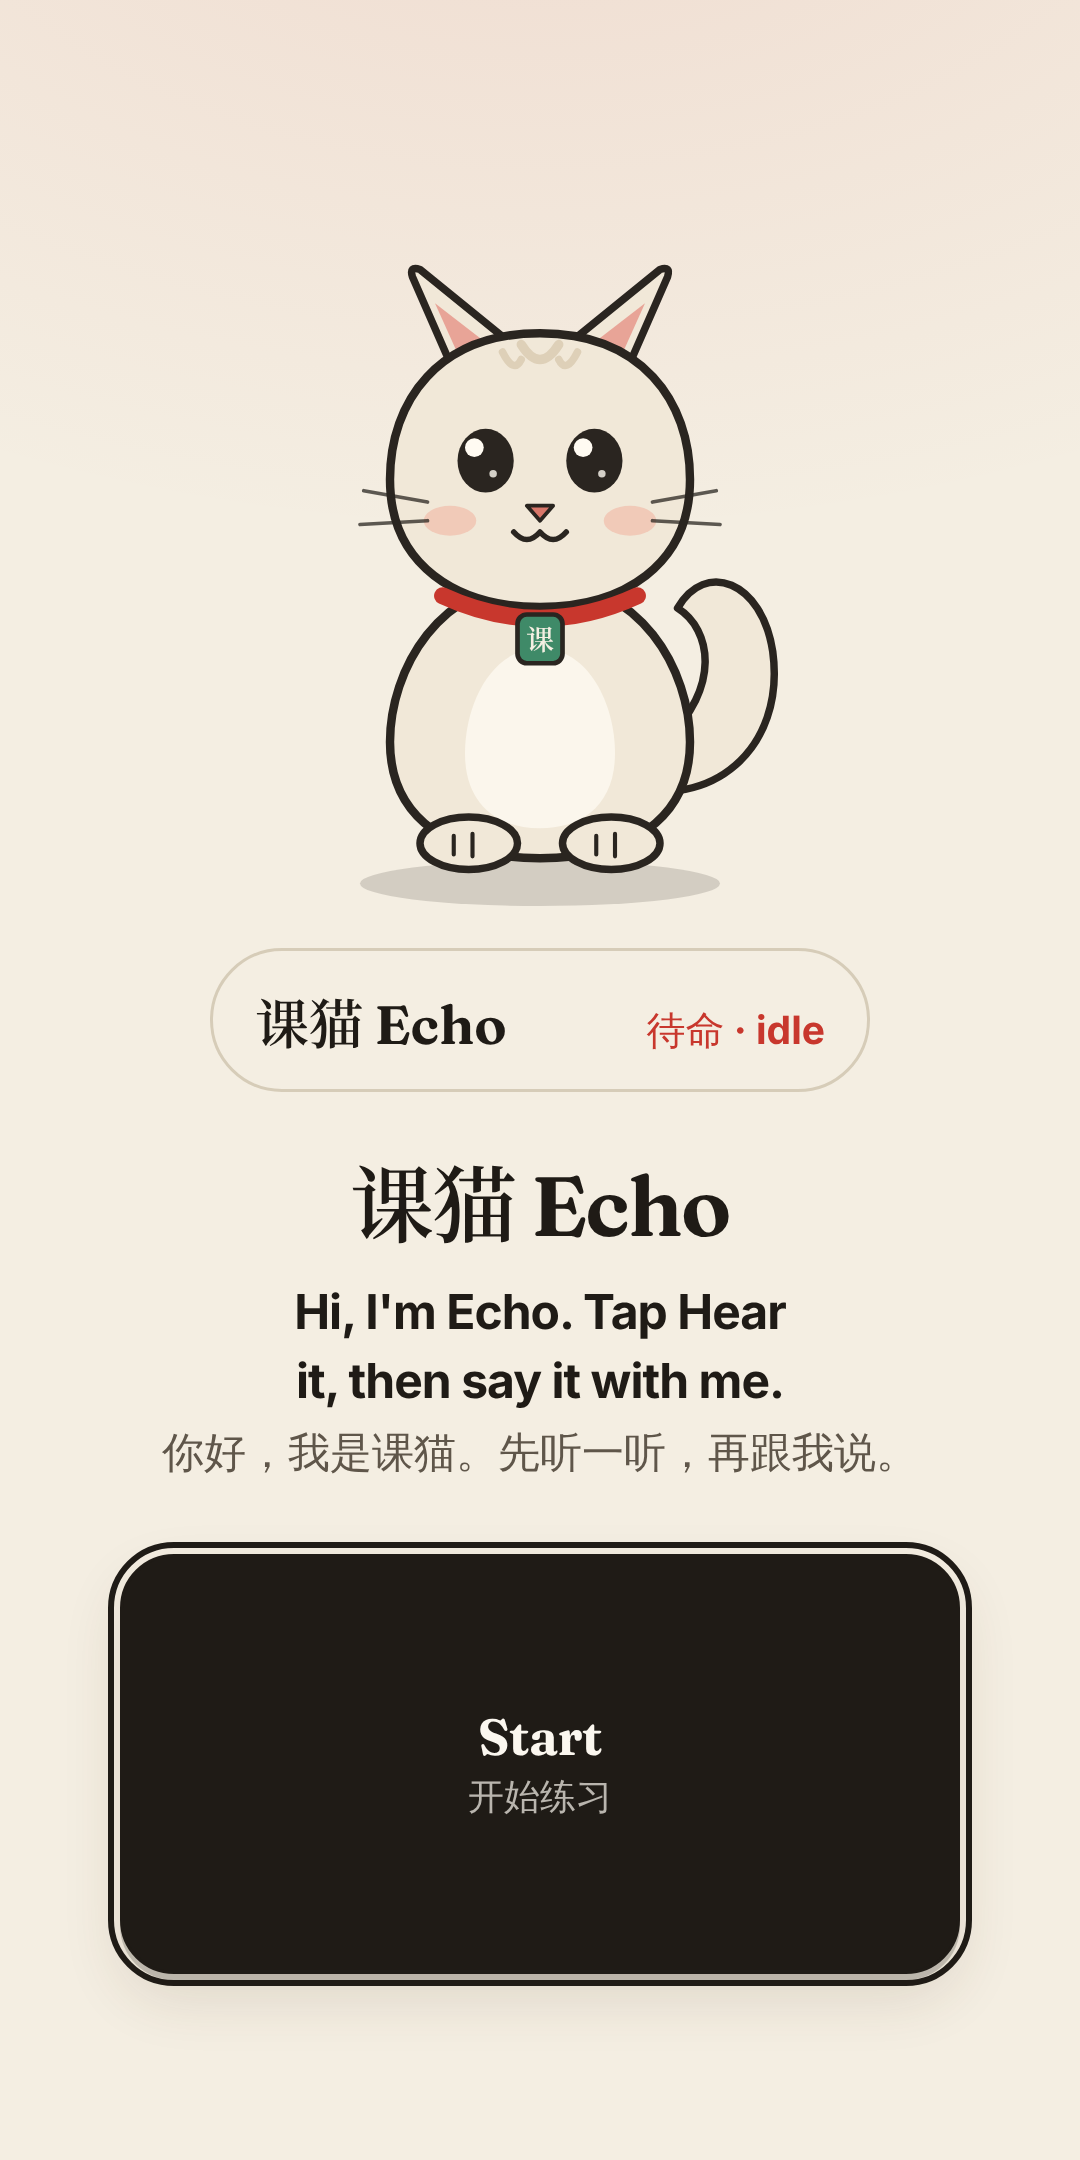 课
课猫 Echo
待命 · idle
课猫 Echo
Hi, I'm Echo. Tap Hear
it, then say it with me.
你好，我是课猫。先听一听，再跟我说。
Start
开始练习